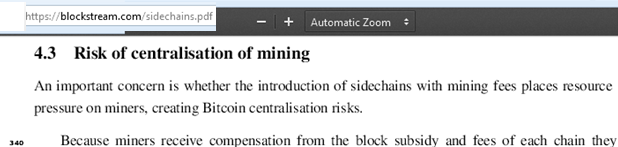 https://blockstream.com/sidechains.pdf
− + Automatic Zoom
4.3 Risk of centralisation of mining
An important concern is whether the introduction of sidechains with mining fees places resource
pressure on miners, creating Bitcoin centralisation risks.
340 Because miners receive compensation from the block subsidy and fees of each chain they